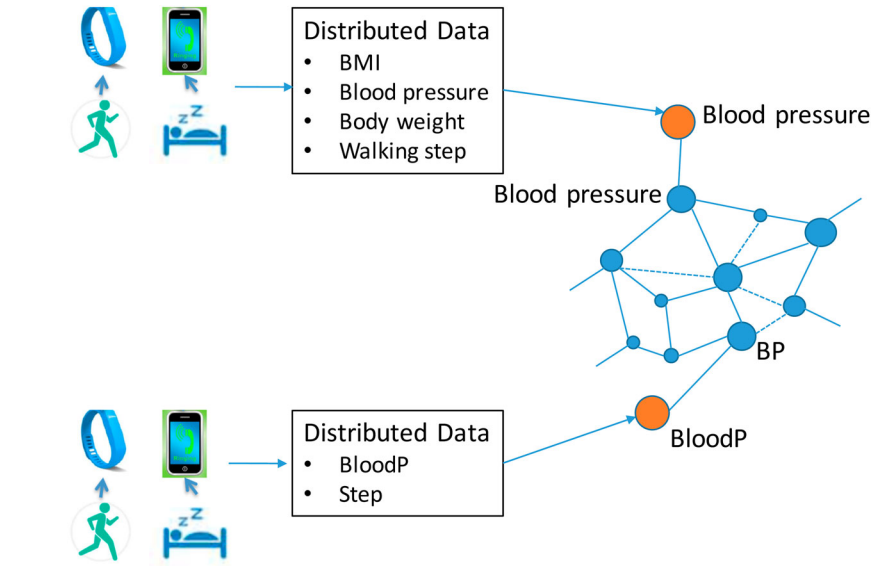 Distributed Data
• BMI
• Blood pressure
• Body weight
• Walking step
Blood pressure
Blood pressure
BP
BloodP
Distributed Data
• BloodP
• Step
z z
z z